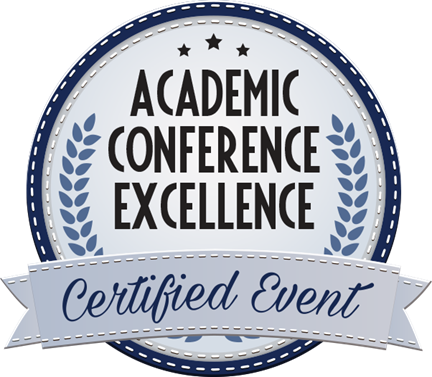 ACADEMIC
CONFERENCE
EXCELLENCE
Certified Event